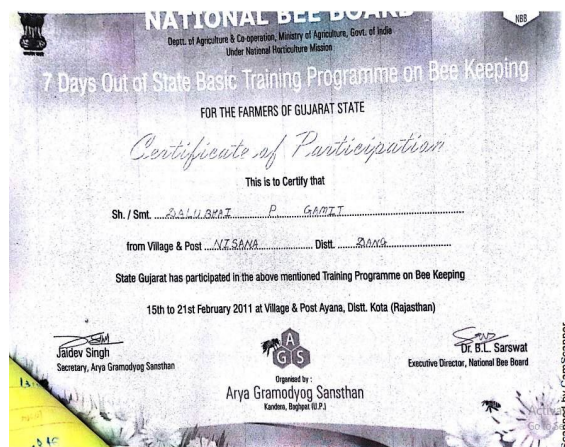 NATIONAL BEE BOARD
NBB
Deptt. of Agriculture & Co-operation, Ministry of Agriculture, Govt. of India
Under National Horticulture Mission
7 Days Out of State Basic Training Programme on Bee Keeping
FOR THE FARMERS OF GUJARAT STATE
Certificate of Participation
This is to Certify that
Sh. / Smt. DALUBHAI P. GAMIT
from Village & Post NISANA Distt. DANG
State Gujarat has participated in the above mentioned Training Programme on Bee Keeping
15th to 21st February 2011 at Village & Post Ayana, Distt. Kota (Rajasthan)
Jaidev Singh
Secretary, Arya Gramodyog Sansthan
AGS
Organised by :
Arya Gramodyog Sansthan
Kandera, Baghpat (U.P.)
Dr. B.L. Sarswat
Executive Director, National Bee Board
Scanned by CamScanner